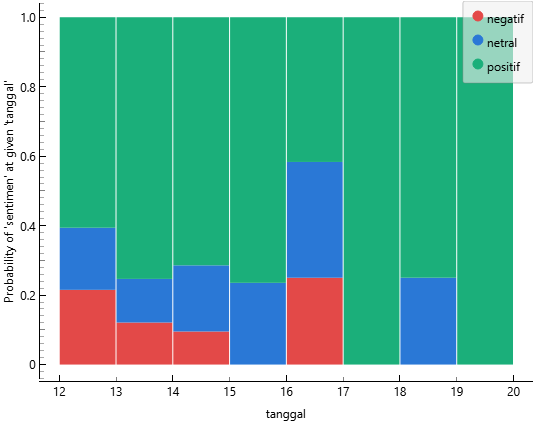 negatif
netral
positif
1.0
0.8
0.6
0.4
0.2
0
Probability of 'sentimen' at given 'tanggal'
12 13 14 15 16 17 18 19 20
tanggal